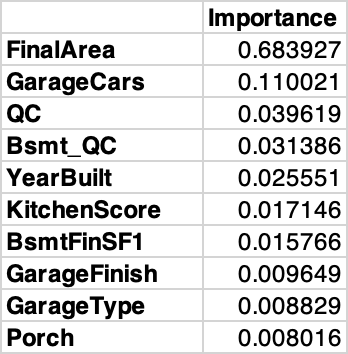 Importance
FinalArea 0.683927
GarageCars 0.110021
QC 0.039619
Bsmt_QC 0.031386
YearBuilt 0.025551
KitchenScore 0.017146
BsmtFinSF1 0.015766
GarageFinish 0.009649
GarageType 0.008829
Porch 0.008016